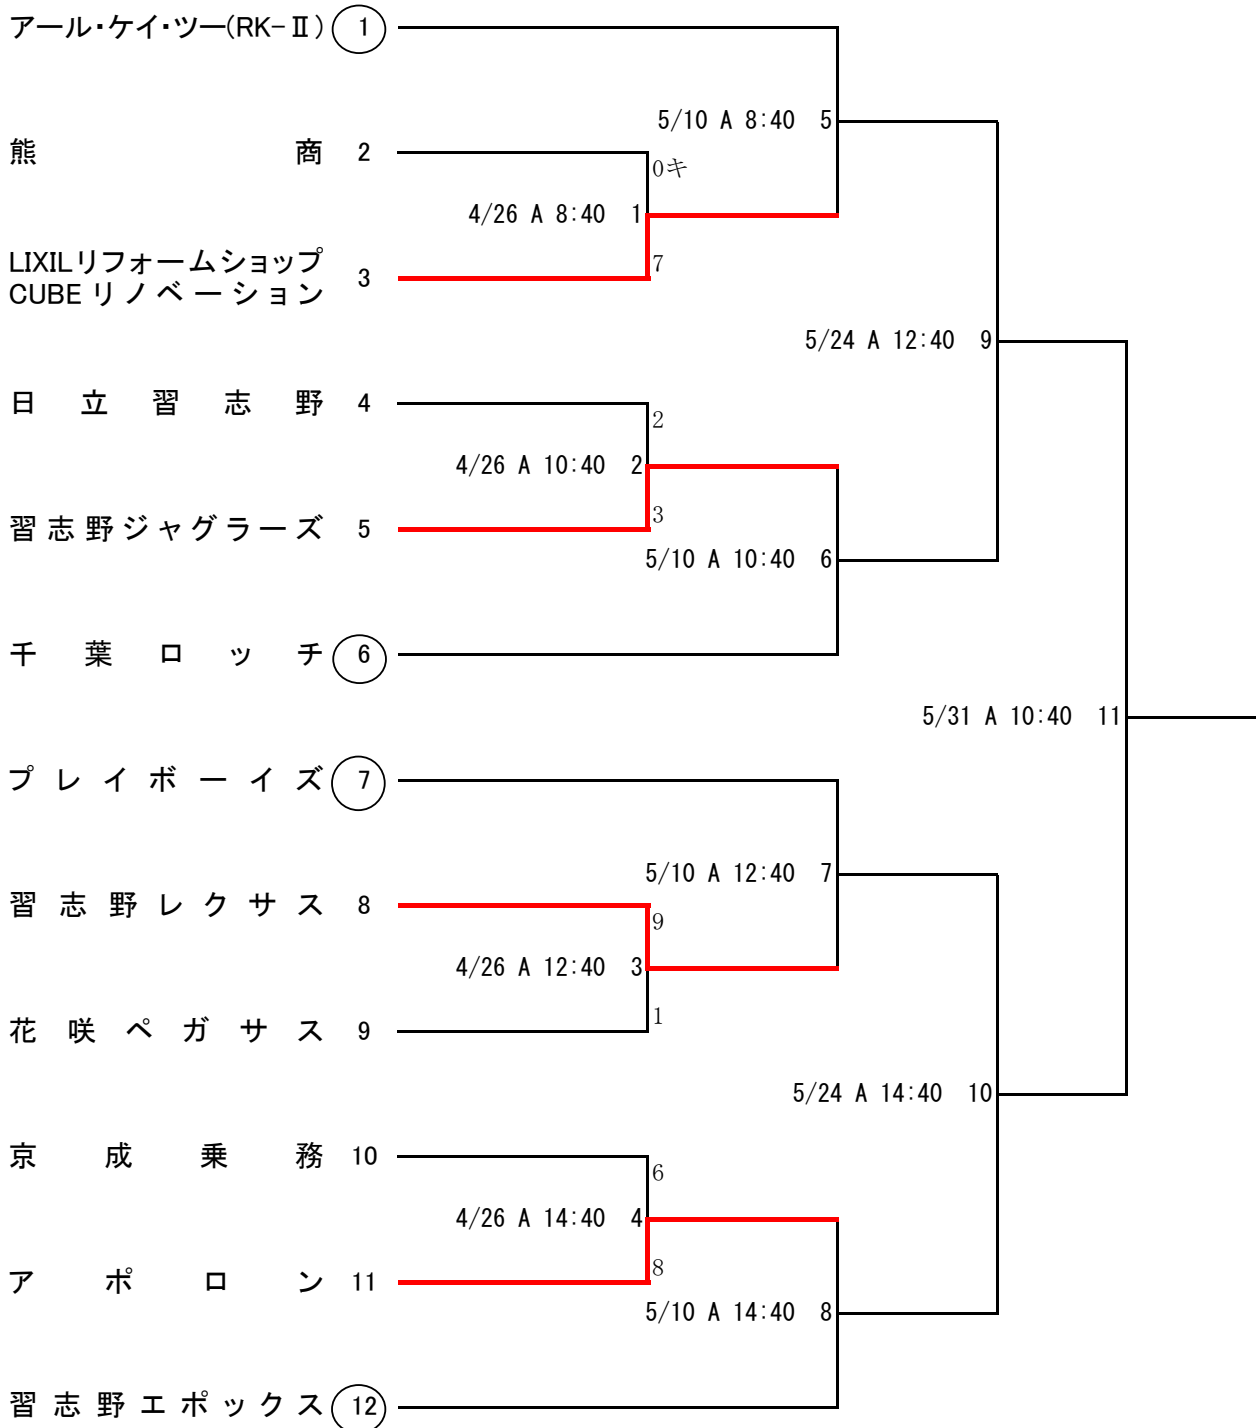 アール・ケイ・ツー(RK-Ⅱ) 1
5/10 A 8:40 5
熊商 2
0キ
4/26 A 8:40 1
LIXILリフォームショップ
CUBEリノベーション 3
7
5/24 A 12:40 9
日立習志野 4
2
4/26 A 10:40 2
習志野ジャグラーズ 5
3
5/10 A 10:40 6
千葉ロッチ 6
5/31 A 10:40 11
プレイボーイズ 7
5/10 A 12:40 7
習志野レクサス 8
9
4/26 A 12:40 3
花咲ペガサス 9
1
5/24 A 14:40 10
京成乗務 10
6
4/26 A 14:40 4
アポロン 11
8
5/10 A 14:40 8
習志野エポックス 12